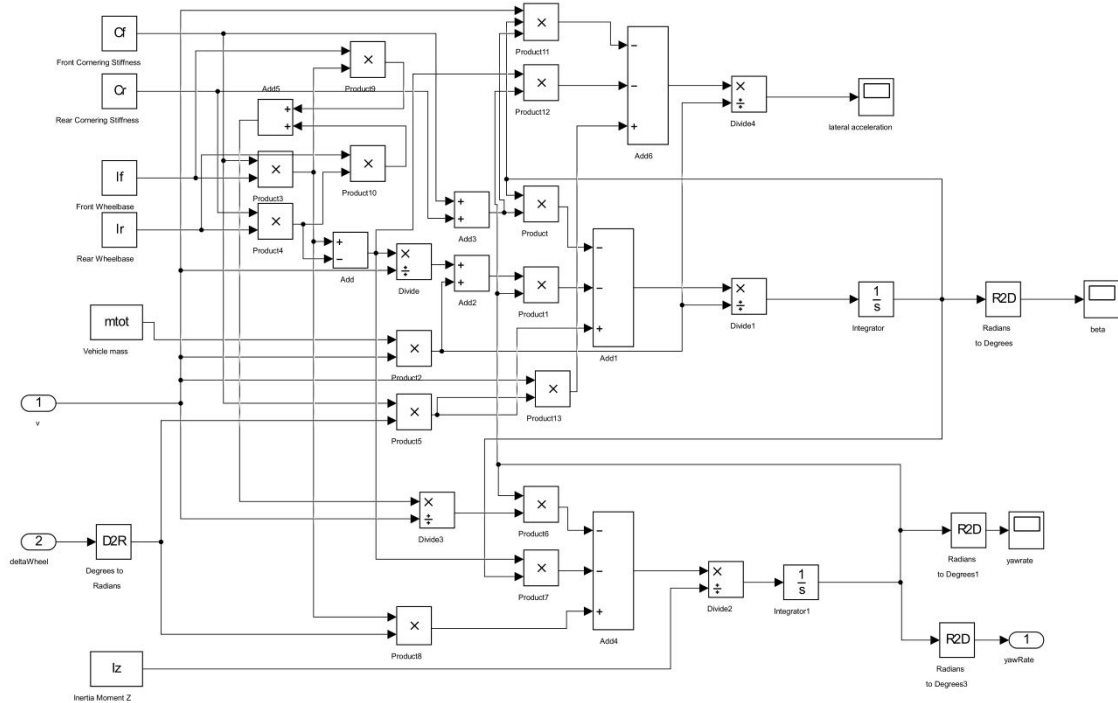 Cf
Front Cornering Stiffness
Cr
Rear Cornering Stiffness
lf
Front Wheelbase
lr
Rear Wheelbase
mtot
Vehicle mass
1
v
2
deltaWheel
D2R
Degrees to
Radians
Iz
Inertia Moment Z
Add5
+
+
×
Product9
×
Product10
×
Product3
×
Product4
+
−
Add
×
÷
Divide
+
+
Add3
+
+
Add2
×
Product11
×
Product12
×
Product
×
Product1
×
Product2
×
Product5
×
Product13
−
−
+
Add6
×
÷
Divide4
lateral acceleration
−
−
+
Add1
×
÷
Divide1
1
s
Integrator
R2D
Radians
to Degrees
beta
×
÷
Divide3
×
Product6
×
Product7
×
Product8
−
−
+
Add4
×
÷
Divide2
1
s
Integrator1
R2D
Radians
to Degrees1
yawrate
R2D
Radians
to Degrees3
1
yawRate